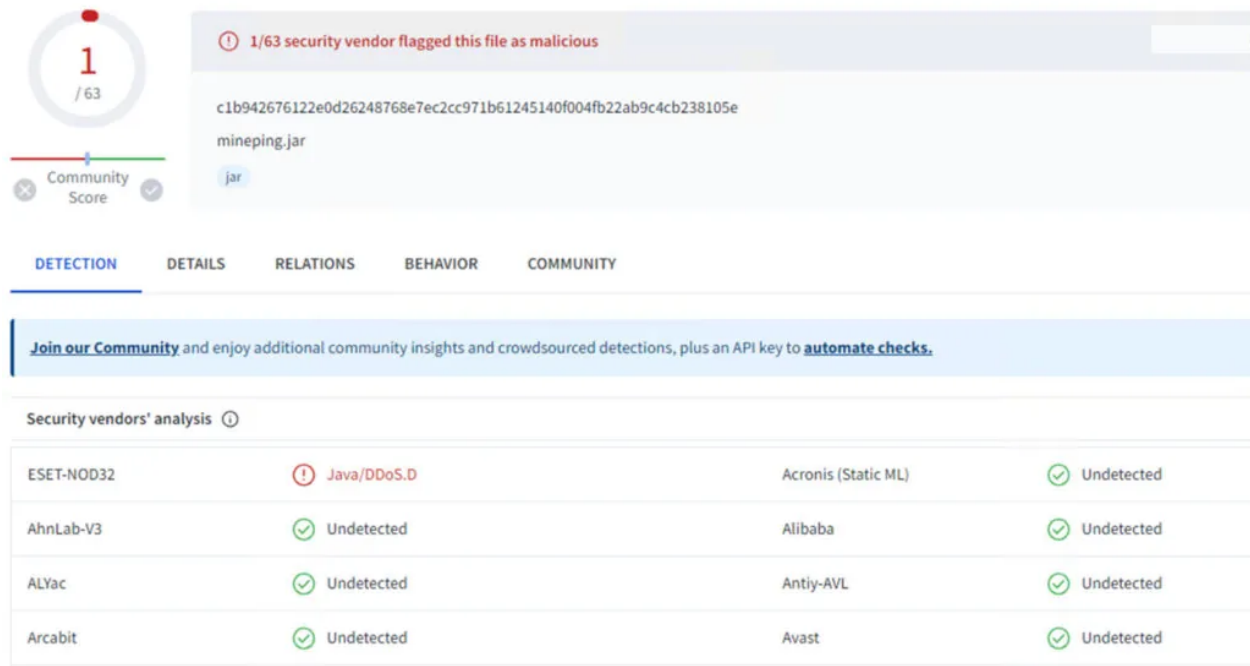 1
/ 63
Community
Score
1/63 security vendor flagged this file as malicious
c1b942676122e0d26248768e7ec2cc971b61245140f004fb22ab9c4cb238105e
mineping.jar
jar
DETECTION DETAILS RELATIONS BEHAVIOR COMMUNITY
Join our Community and enjoy additional community insights and crowdsourced detections, plus an API key to automate checks.
Security vendors' analysis
ESET-NOD32 Java/DDoS.D Acronis (Static ML) Undetected
AhnLab-V3 Undetected Alibaba Undetected
ALYac Undetected Antiy-AVL Undetected
Arcabit Undetected Avast Undetected